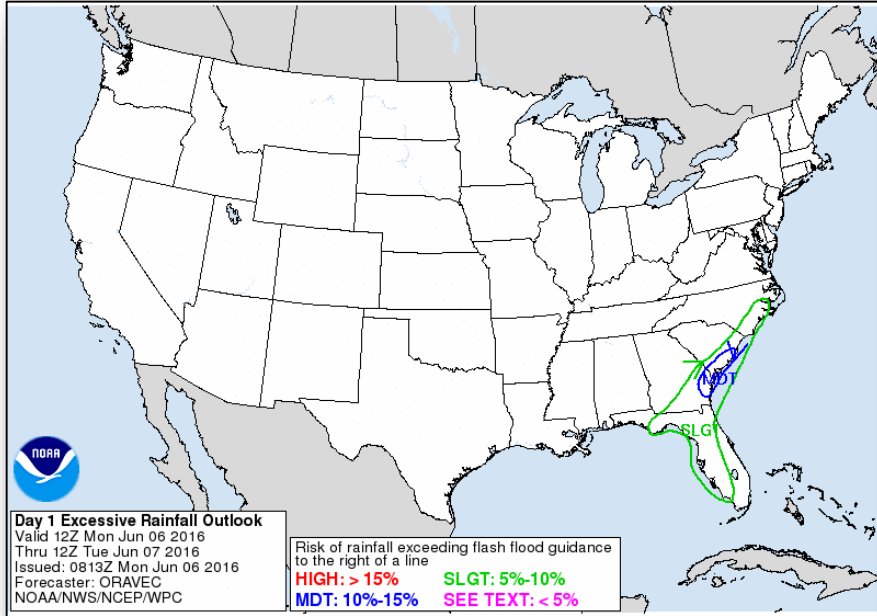 MDT
SLGT
NOAA
Day 1 Excessive Rainfall Outlook
Valid 12Z Mon Jun 06 2016
Thru 12Z Tue Jun 07 2016
Issued: 0813Z Mon Jun 06 2016
Forecaster: ORAVEC
NOAA/NWS/NCEP/WPC
Risk of rainfall exceeding flash flood guidance
to the right of a line
HIGH: > 15% SLGT: 5%-10%
MDT: 10%-15% SEE TEXT: < 5%